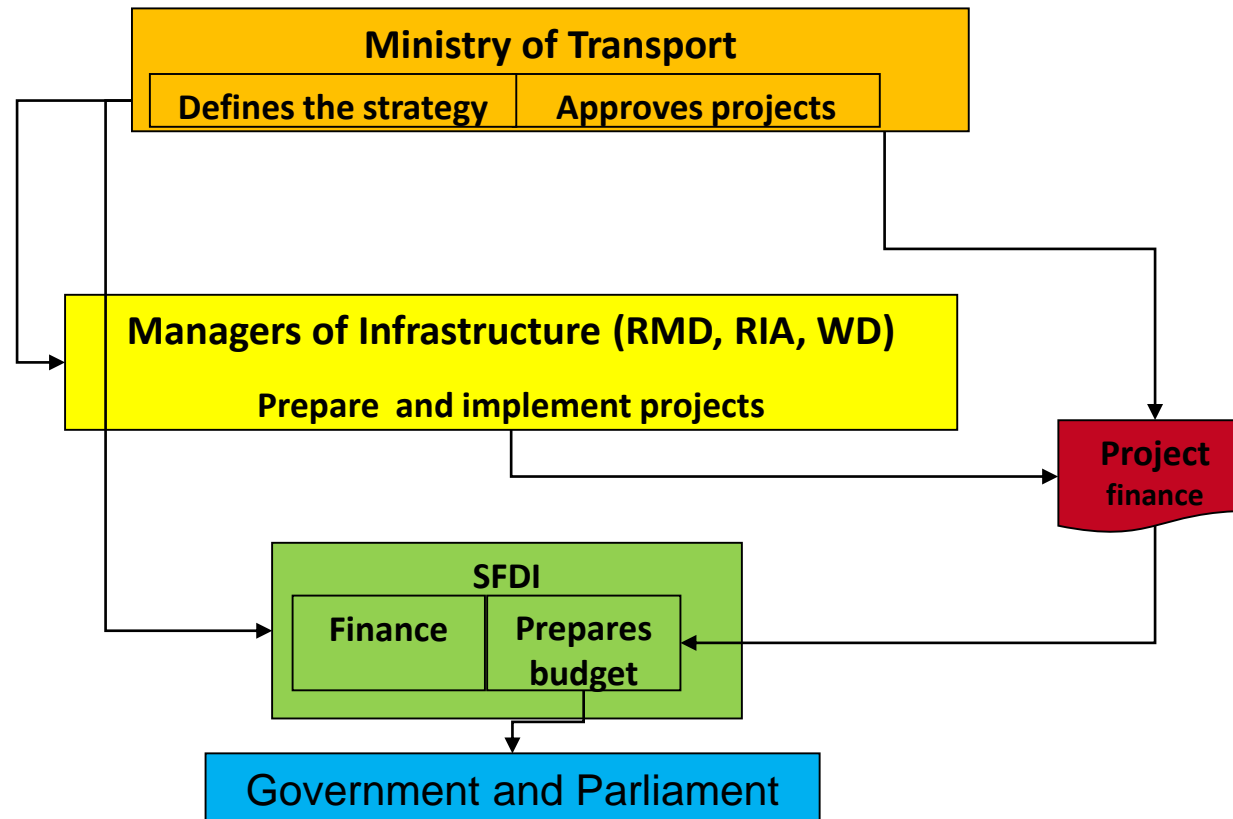 Ministry of Transport
Defines the strategy
Approves projects
Managers of Infrastructure (RMD, RIA, WD)
Prepare and implement projects
Project
finance
SFDI
Finance
Prepares
budget
Government and Parliament